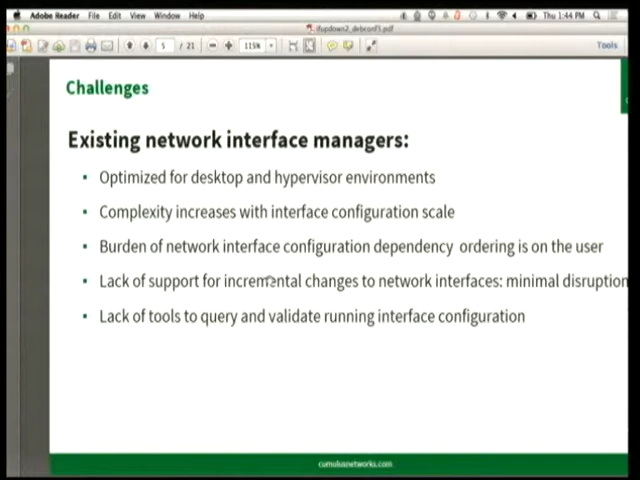 Adobe Reader File Edit View Window Help Thu 1:44 PM
ifupdown2_debconf5.pdf
5 / 21 115% Tools
Challenges
Existing network interface managers:
Optimized for desktop and hypervisor environments
Complexity increases with interface configuration scale
Burden of network interface configuration dependency ordering is on the user
Lack of support for incremental changes to network interfaces: minimal disruption
Lack of tools to query and validate running interface configuration
cumulusnetworks.com